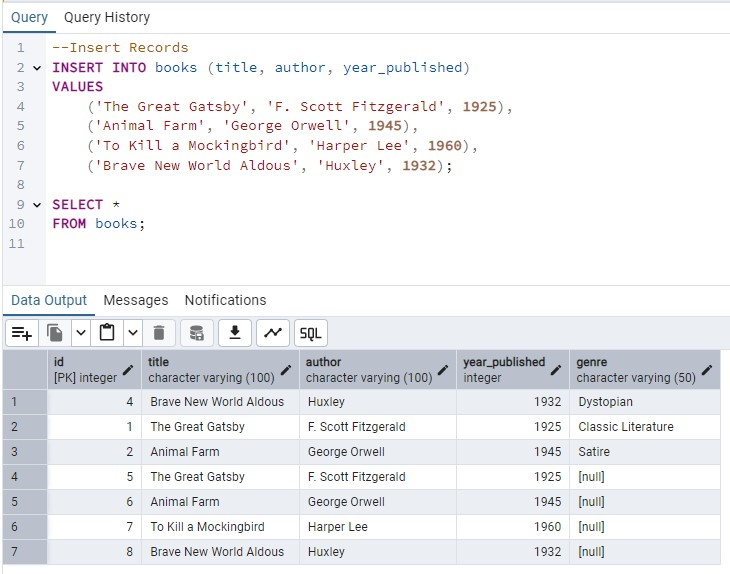 Query Query History
1 --Insert Records
2 INSERT INTO books (title, author, year_published)
3 VALUES
4 ('The Great Gatsby', 'F. Scott Fitzgerald', 1925),
5 ('Animal Farm', 'George Orwell', 1945),
6 ('To Kill a Mockingbird', 'Harper Lee', 1960),
7 ('Brave New World Aldous', 'Huxley', 1932);
8
9 SELECT *
10 FROM books;
11
Data Output Messages Notifications
SQL
id title author year_published genre
[PK] integer character varying (100) character varying (100) integer character varying (50)
1 4 Brave New World Aldous Huxley 1932 Dystopian
2 1 The Great Gatsby F. Scott Fitzgerald 1925 Classic Literature
3 2 Animal Farm George Orwell 1945 Satire
4 5 The Great Gatsby F. Scott Fitzgerald 1925 [null]
5 6 Animal Farm George Orwell 1945 [null]
6 7 To Kill a Mockingbird Harper Lee 1960 [null]
7 8 Brave New World Aldous Huxley 1932 [null]